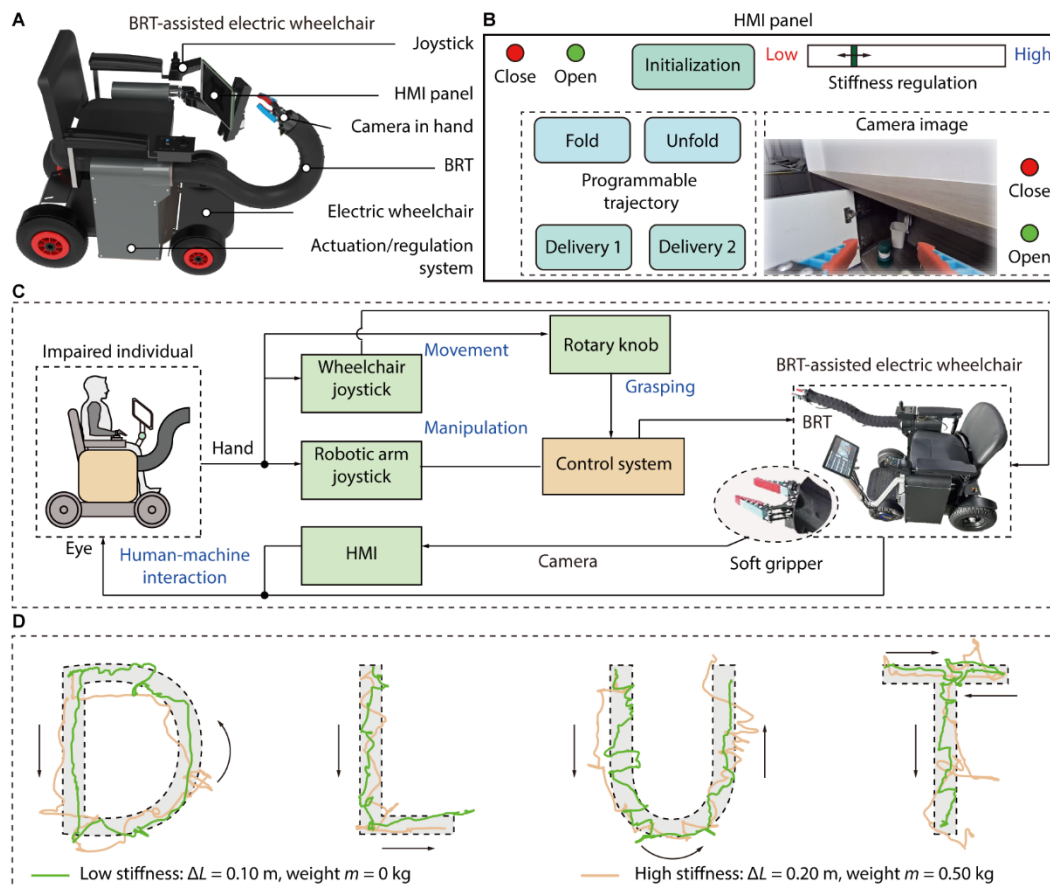 A
BRT-assisted electric wheelchair
Joystick
HMI panel
Camera in hand
BRT
Electric wheelchair
Actuation/regulation
system
B
HMI panel
Close
Open
Initialization
Low
High
Stiffness regulation
Fold
Unfold
Programmable
trajectory
Delivery 1
Delivery 2
Camera image
Close
Open
C
Impaired individual
Hand
Eye
Human-machine
interaction
Wheelchair
joystick
Movement
Rotary knob
Grasping
Manipulation
Robotic arm
joystick
Control system
HMI
Camera
BRT-assisted electric wheelchair
BRT
Soft gripper
D
Low stiffness: ΔL = 0.10 m, weight m = 0 kg
High stiffness: ΔL = 0.20 m, weight m = 0.50 kg